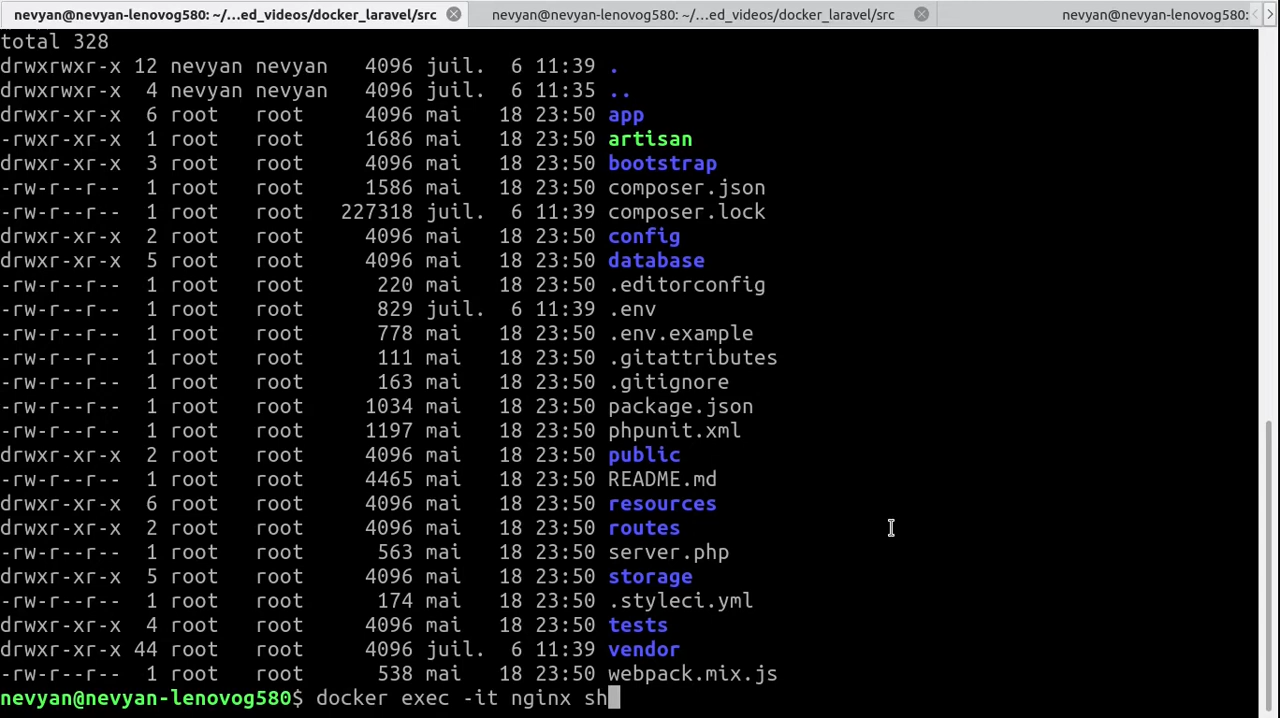 nevyan@nevyan-lenovog580: ~/...ed_videos/docker_laravel/src nevyan@nevyan-lenovog580: ~/...ed_videos/docker_laravel/src nevyan@nevyan-lenovog580:
total 328
drwxrwxr-x 12 nevyan nevyan 4096 juil. 6 11:39 .
drwxrwxr-x 4 nevyan nevyan 4096 juil. 6 11:35 ..
drwxr-xr-x 6 root root 4096 mai 18 23:50 app
-rwxr-xr-x 1 root root 1686 mai 18 23:50 artisan
drwxr-xr-x 3 root root 4096 mai 18 23:50 bootstrap
-rw-r--r-- 1 root root 1586 mai 18 23:50 composer.json
-rw-r--r-- 1 root root 227318 juil. 6 11:39 composer.lock
drwxr-xr-x 2 root root 4096 mai 18 23:50 config
drwxr-xr-x 5 root root 4096 mai 18 23:50 database
-rw-r--r-- 1 root root 220 mai 18 23:50 .editorconfig
-rw-r--r-- 1 root root 829 juil. 6 11:39 .env
-rw-r--r-- 1 root root 778 mai 18 23:50 .env.example
-rw-r--r-- 1 root root 111 mai 18 23:50 .gitattributes
-rw-r--r-- 1 root root 163 mai 18 23:50 .gitignore
-rw-r--r-- 1 root root 1034 mai 18 23:50 package.json
-rw-r--r-- 1 root root 1197 mai 18 23:50 phpunit.xml
drwxr-xr-x 2 root root 4096 mai 18 23:50 public
-rw-r--r-- 1 root root 4465 mai 18 23:50 README.md
drwxr-xr-x 6 root root 4096 mai 18 23:50 resources
drwxr-xr-x 2 root root 4096 mai 18 23:50 routes
-rw-r--r-- 1 root root 563 mai 18 23:50 server.php
drwxr-xr-x 5 root root 4096 mai 18 23:50 storage
-rw-r--r-- 1 root root 174 mai 18 23:50 .styleci.yml
drwxr-xr-x 4 root root 4096 mai 18 23:50 tests
drwxr-xr-x 44 root root 4096 juil. 6 11:39 vendor
-rw-r--r-- 1 root root 538 mai 18 23:50 webpack.mix.js
nevyan@nevyan-lenovog580$ docker exec -it nginx sh